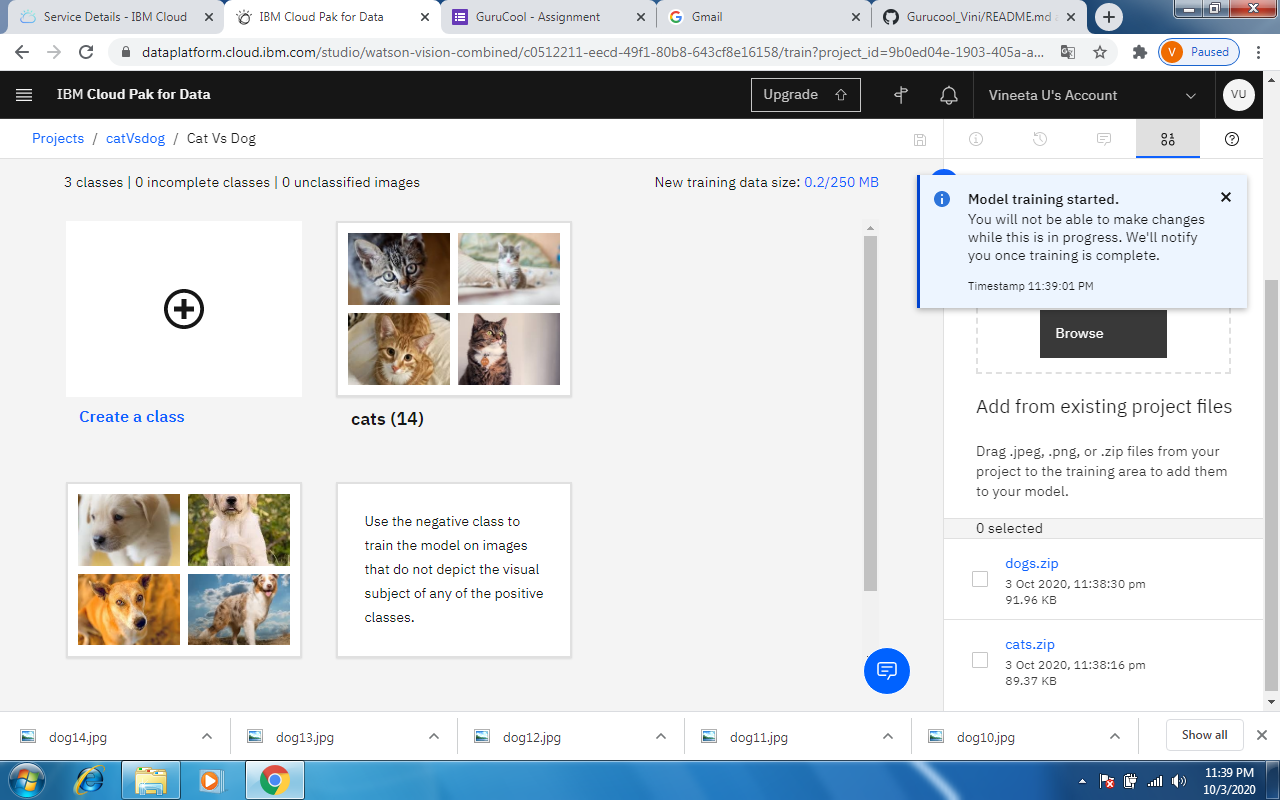 Service Details - IBM Cloud
IBM Cloud Pak for Data
GuruCool - Assignment
Gmail
Gurucool_Vini/README.md
dataplatform.cloud.ibm.com/studio/watson-vision-combined/c0512211-eecd-49f1-80b8-643cf8e16158/train?project_id=9b0ed04e-1903-405a-a...
V Paused
IBM Cloud Pak for Data
Upgrade
Vineeta U's Account
VU
Projects / catVsdog / Cat Vs Dog
3 classes | 0 incomplete classes | 0 unclassified images
New training data size: 0.2/250 MB
Create a class
cats (14)
Use the negative class to
train the model on images
that do not depict the visual
subject of any of the positive
classes.
Model training started.
You will not be able to make changes
while this is in progress. We'll notify
you once training is complete.
Timestamp 11:39:01 PM
Browse
Add from existing project files
Drag .jpeg, .png, or .zip files from your
project to the training area to add them
to your model.
0 selected
dogs.zip
3 Oct 2020, 11:38:30 pm
91.96 KB
cats.zip
3 Oct 2020, 11:38:16 pm
89.37 KB
dog14.jpg
dog13.jpg
dog12.jpg
dog11.jpg
dog10.jpg
Show all
11:39 PM
10/3/2020